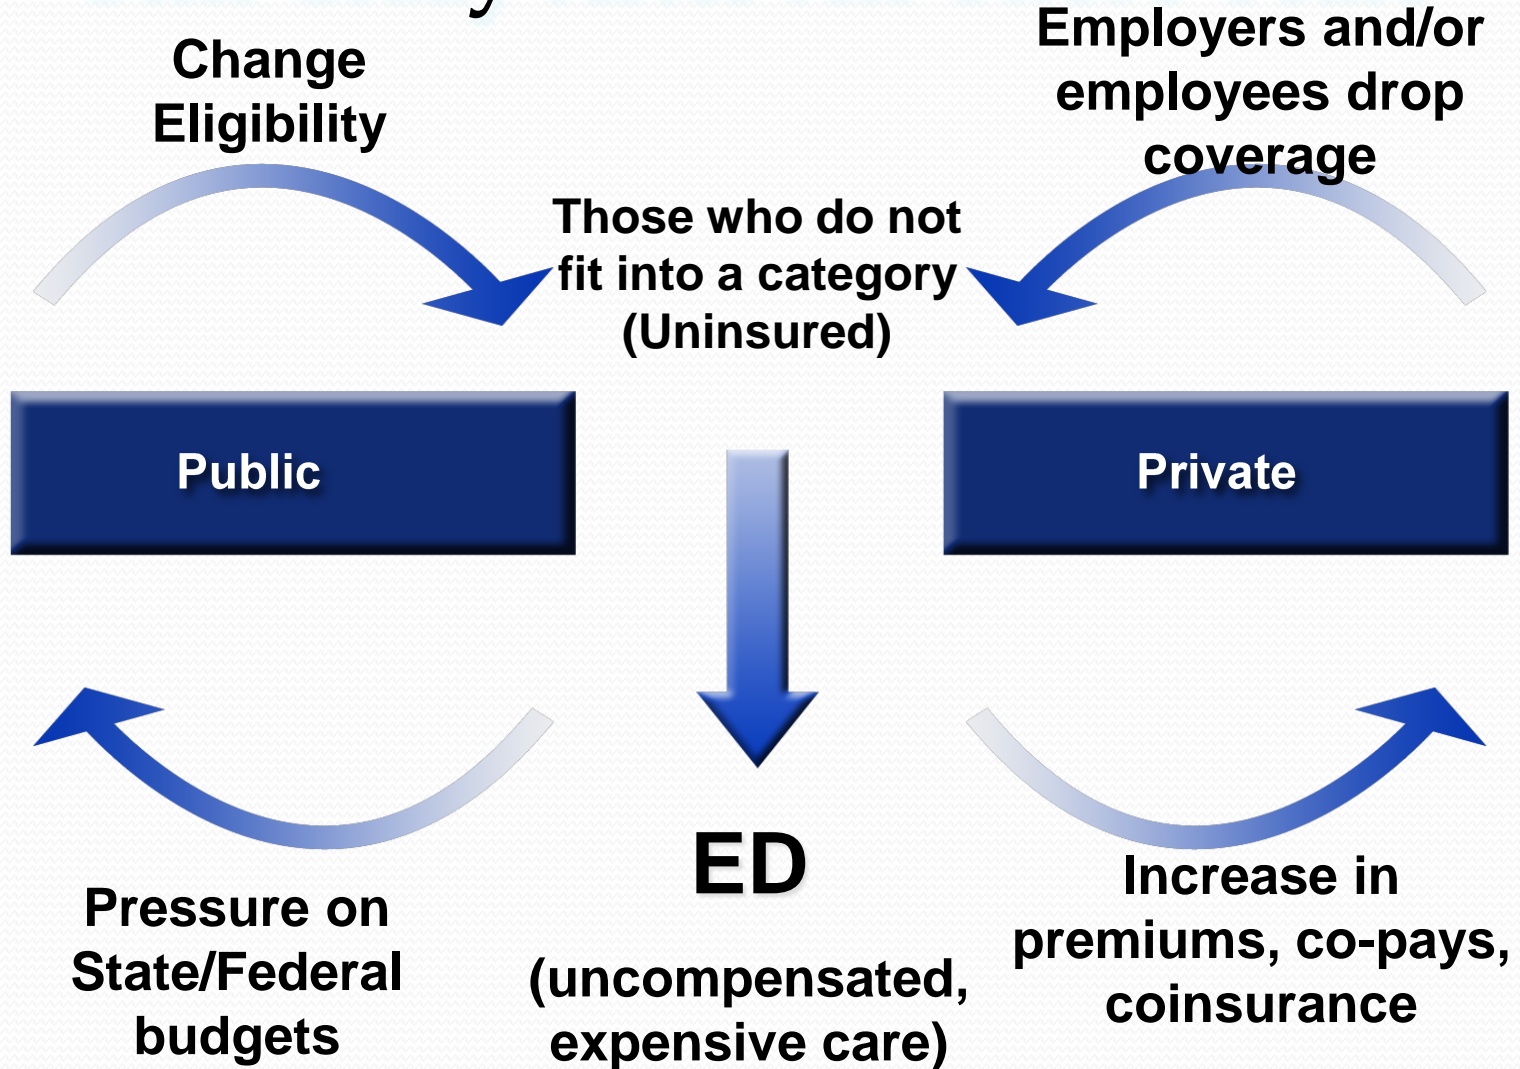 Change
Eligibility
Employers and/or
employees drop
coverage
Those who do not
fit into a category
(Uninsured)
Public
Private
ED
(uncompensated,
expensive care)
Pressure on
State/Federal
budgets
Increase in
premiums, co-pays,
coinsurance